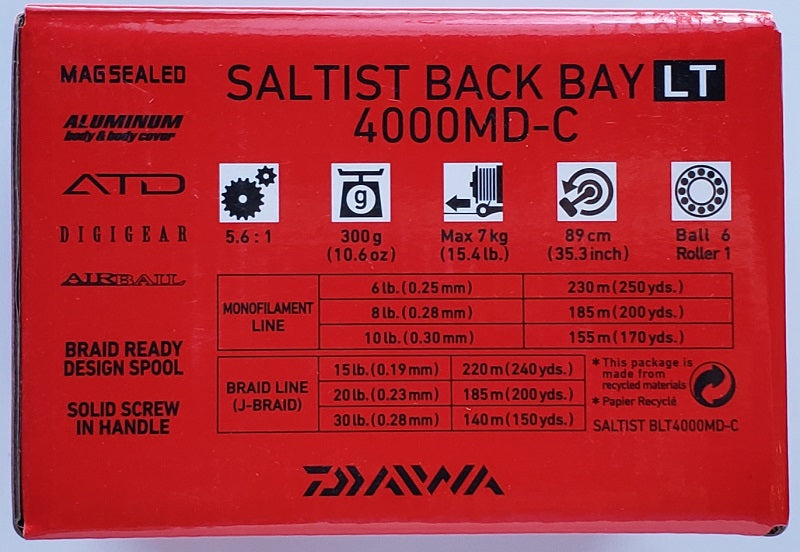 MAGSEALED
ALUMINUM
body & body cover
ATD
DIGIGEAR
AIRBAIL
BRAID READY
DESIGN SPOOL
SOLID SCREW
IN HANDLE
SALTIST BACK BAY LT
4000MD-C
g
5.6 : 1
300 g
(10.6 oz)
Max 7 kg
(15.4 lb.)
89 cm
(35.3 inch)
Ball 6
Roller 1
MONOFILAMENT
LINE
6 lb. (0.25 mm) 230 m (250 yds.)
8 lb. (0.28 mm) 185 m (200 yds.)
10 lb. (0.30 mm) 155 m (170 yds.)
BRAID LINE
(J-BRAID)
15 lb. (0.19 mm) 220 m (240 yds.)
20 lb. (0.23 mm) 185 m (200 yds.)
30 lb. (0.28 mm) 140 m (150 yds.)
* This package is
made from
recycled materials
* Papier Recyclé
SALTIST BLT4000MD-C
DAIWA